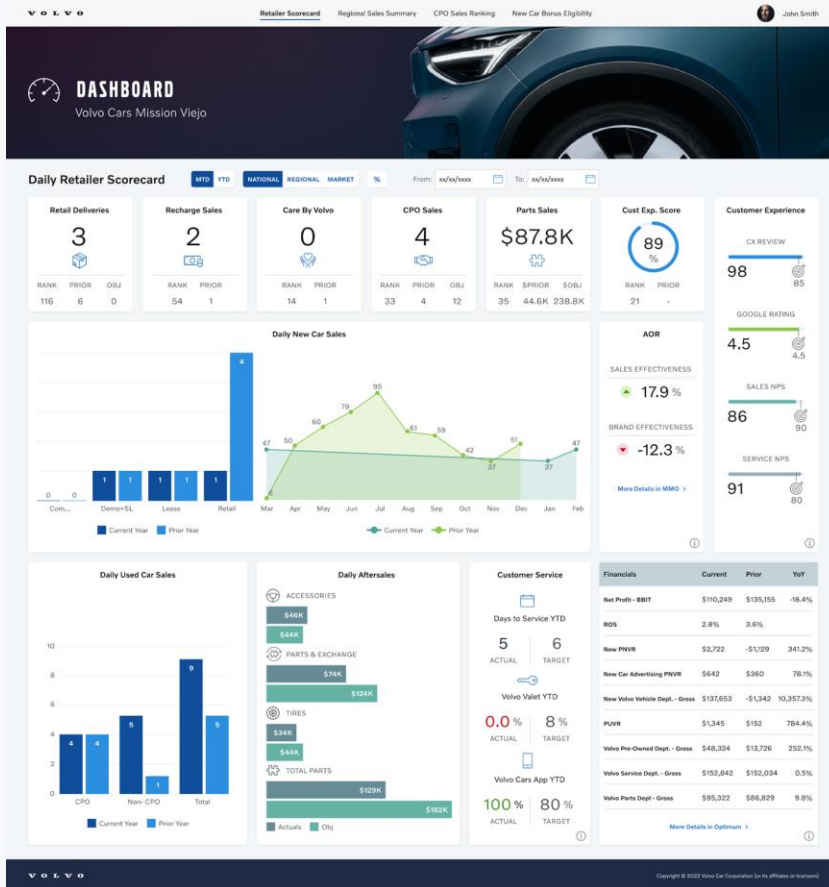 VOLVO
Retailer Scorecard Regional Sales Summary CPO Sales Ranking New Car Bonus Eligibility
John Smith
DASHBOARD
Volvo Cars Mission Viejo
Daily Retailer Scorecard
MTD YTD
NATIONAL REGIONAL MARKET
%
From: xx/xx/xxxx To: xx/xx/xxxx
Retail Deliveries
3
RANK PRIOR OBJ
116 6 0
Recharge Sales
2
RANK PRIOR
54 1
Care By Volvo
0
RANK PRIOR
14 1
CPO Sales
4
RANK PRIOR OBJ
33 4 12
Parts Sales
$87.8K
RANK $PRIOR $OBJ
35 44.6K 238.8K
Cust Exp. Score
89
%
RANK PRIOR
21 -
Customer Experience
CX REVIEW
98
85
GOOGLE RATING
4.5
4.5
SALES NPS
86
90
SERVICE NPS
91
80
Daily New Car Sales
4
0 0 1 1 1 1 1
Com... Demo+SL Lease Retail
Current Year Prior Year
95
79
60 61 59
47 50 42 51 47
37 37
6
Mar Apr May Jun Jul Aug Sep Oct Nov Dec Jan Feb
Current Year Prior Year
AOR
SALES EFFECTIVENESS
17.9 %
BRAND EFFECTIVENESS
-12.3 %
More Details in MMO >
Daily Used Car Sales
10
8
6
4
2
0
4 4 5 1 9 5
CPO Non- CPO Total
Current Year Prior Year
Daily Aftersales
ACCESSORIES
$46K
$44K
PARTS & EXCHANGE
$74K
$124K
TIRES
$34K
$44K
TOTAL PARTS
$129K
$182K
Actuals Obj
Customer Service
Days to Service YTD
5 6
ACTUAL TARGET
Volvo Valet YTD
0.0 % 8 %
ACTUAL TARGET
Volvo Cars App YTD
100 % 80 %
ACTUAL TARGET
Financials Current Prior YoY
Net Profit - BBIT $110,249 $135,155 -18.4%
ROS 2.8% 3.6%
New PNVR $2,722 -$1,129 341.2%
New Car Advertising PNVR $642 $360 78.1%
New Volvo Vehicle Dept. - Gross $137,653 -$1,342 10,357.3%
PUVR $1,345 $152 784.4%
Volvo Pre-Owned Dept. - Gross $48,324 $13,726 252.1%
Volvo Service Dept. - Gross $152,842 $152,034 0.5%
Volvo Parts Dept - Gross $95,322 $86,829 9.8%
More Details in Optimum >
VOLVO
Copyright © 2022 Volvo Car Corporation (or its affiliates or licensors)